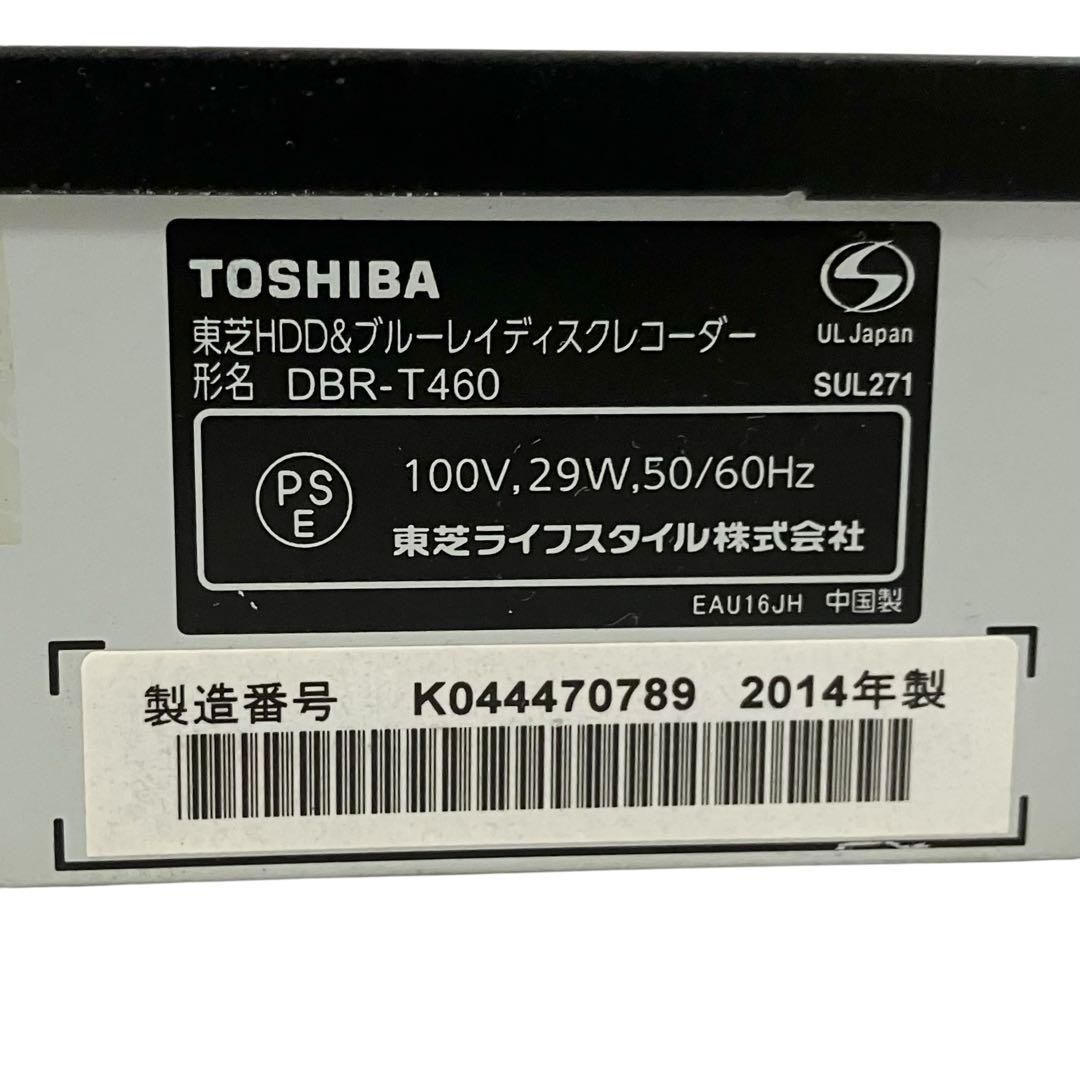 TOSHIBA
東芝HDD&ブルーレイディスクレコーダー
形名 DBR-T460
UL Japan
SUL271
PS
E
100V,29W,50/60Hz
東芝ライフスタイル株式会社
EAU16JH 中国製
製造番号 K044470789 2014年製